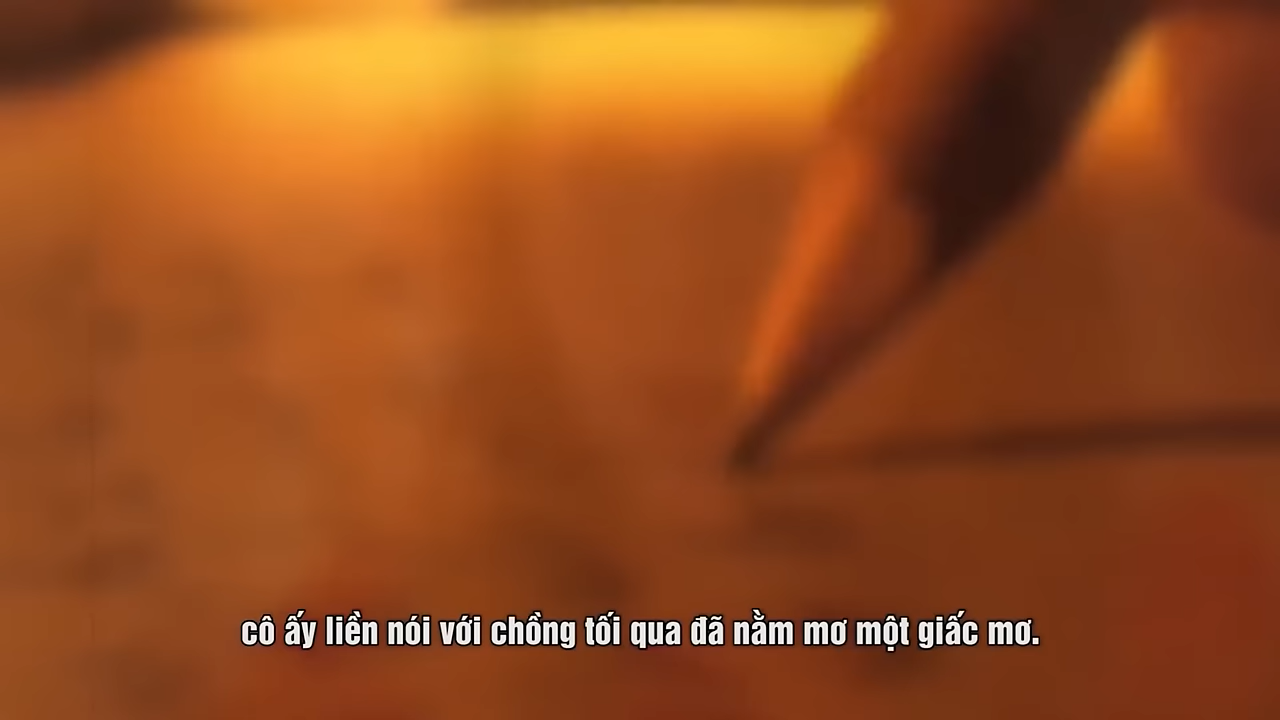 cô ấy liền nói với chồng tối qua đã nằm mơ một giấc mơ.